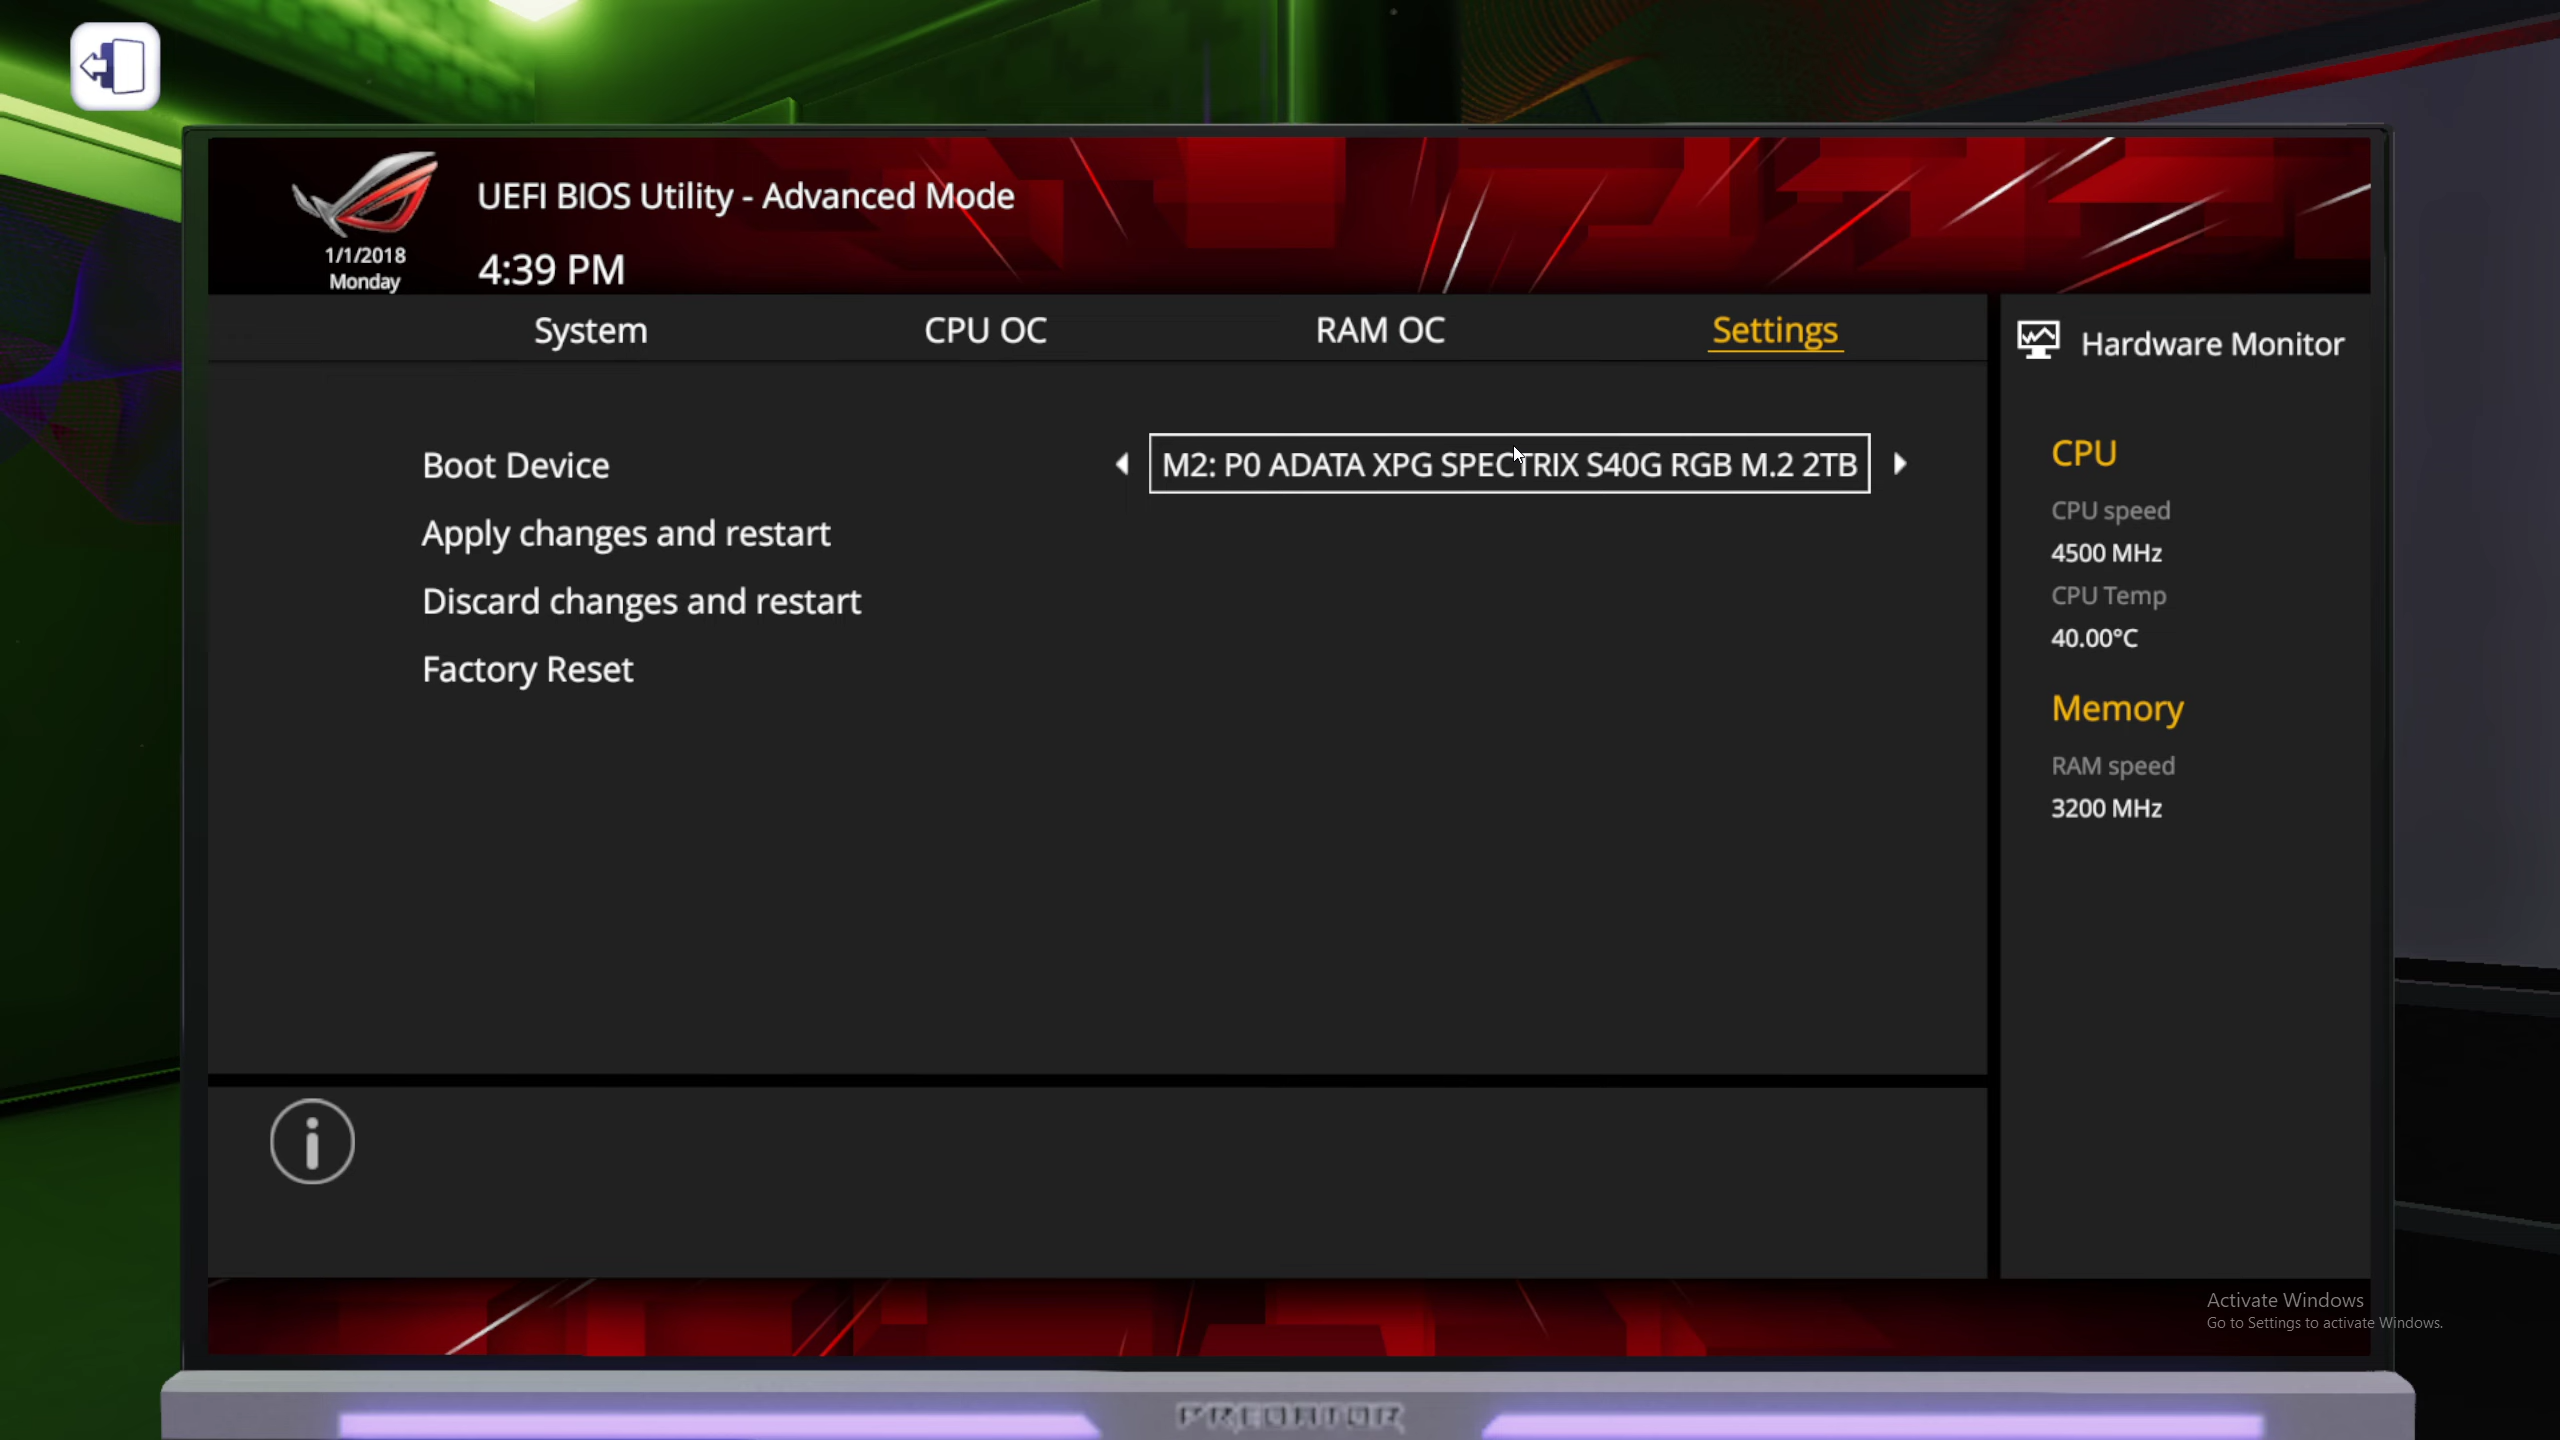 UEFI BIOS Utility - Advanced Mode
1/1/2018
Monday
4:39 PM
System
CPU OC
RAM OC
Settings
Hardware Monitor
Boot Device
M2: P0 ADATA XPG SPECTRIX S40G RGB M.2 2TB
Apply changes and restart
Discard changes and restart
Factory Reset
CPU
CPU speed
4500 MHz
CPU Temp
40.00°C
Memory
RAM speed
3200 MHz
Activate Windows
Go to Settings to activate Windows.
PREDATOR